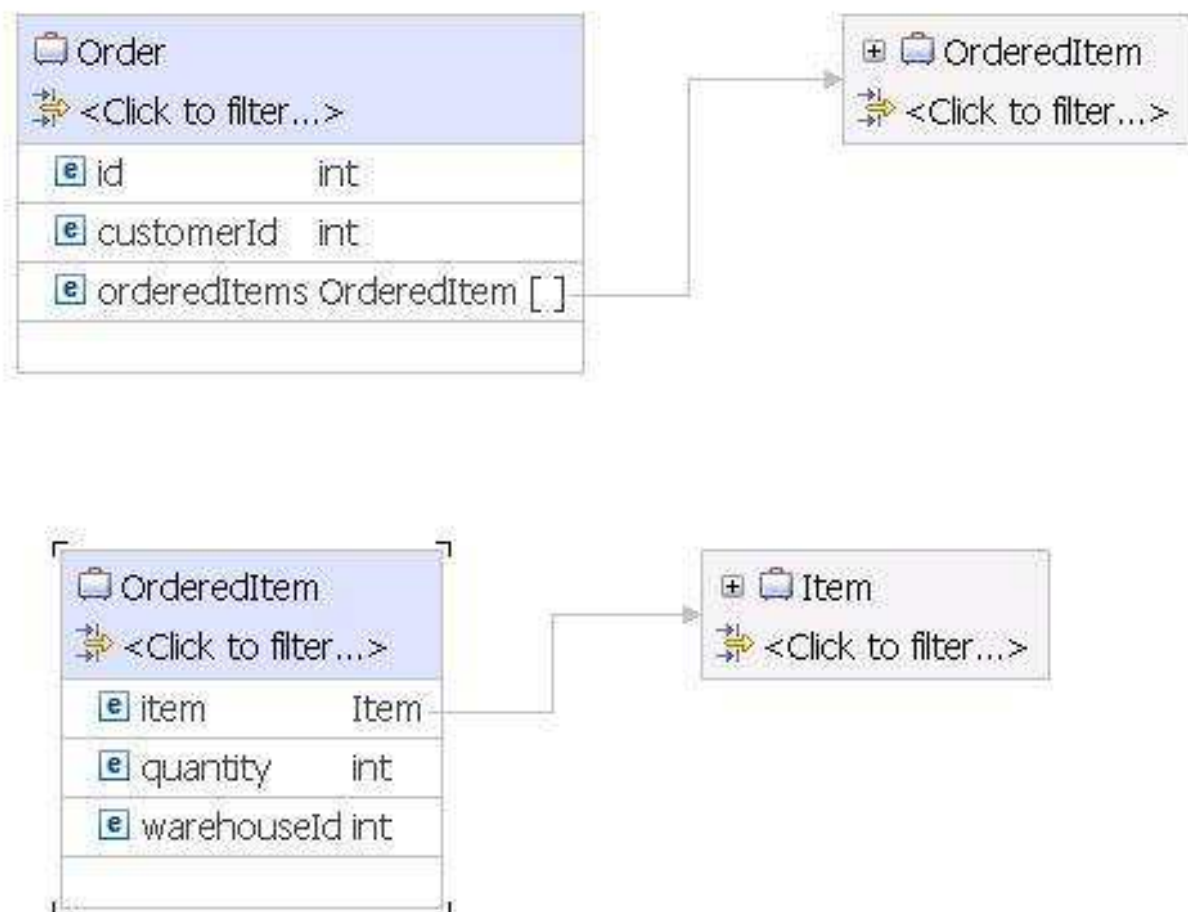 Order
<Click to filter...>
e id int
e customerId int
e orderedItems OrderedItem []
OrderedItem
<Click to filter...>
OrderedItem
<Click to filter...>
e item Item
e quantity int
e warehouseId int
Item
<Click to filter...>